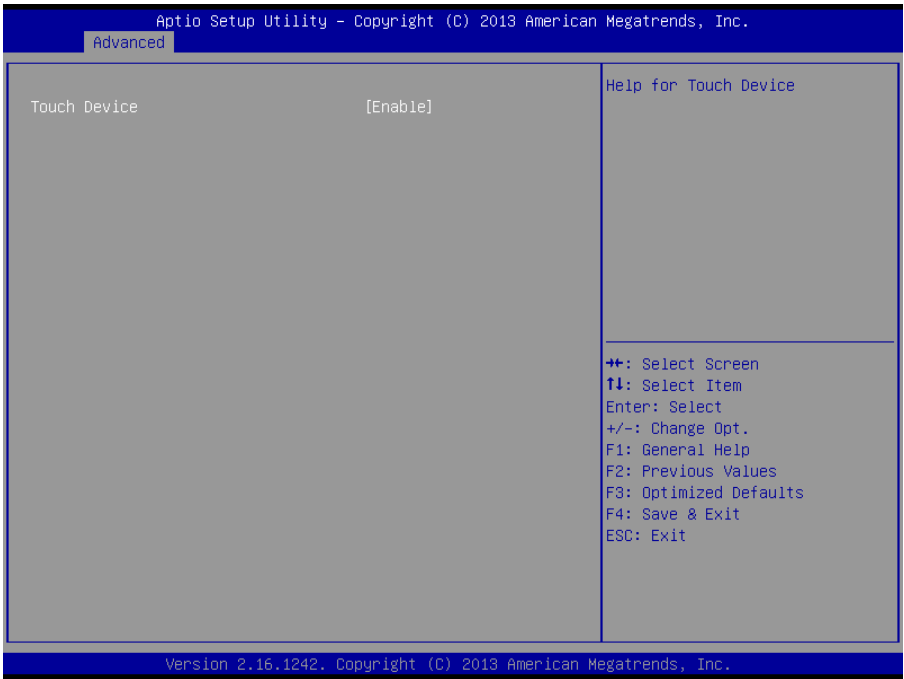 Aptio Setup Utility – Copyright (C) 2013 American Megatrends, Inc.
Advanced
Touch Device [Enable]
Help for Touch Device
→←: Select Screen
↑↓: Select Item
Enter: Select
+/-: Change Opt.
F1: General Help
F2: Previous Values
F3: Optimized Defaults
F4: Save & Exit
ESC: Exit
Version 2.16.1242. Copyright (C) 2013 American Megatrends, Inc.